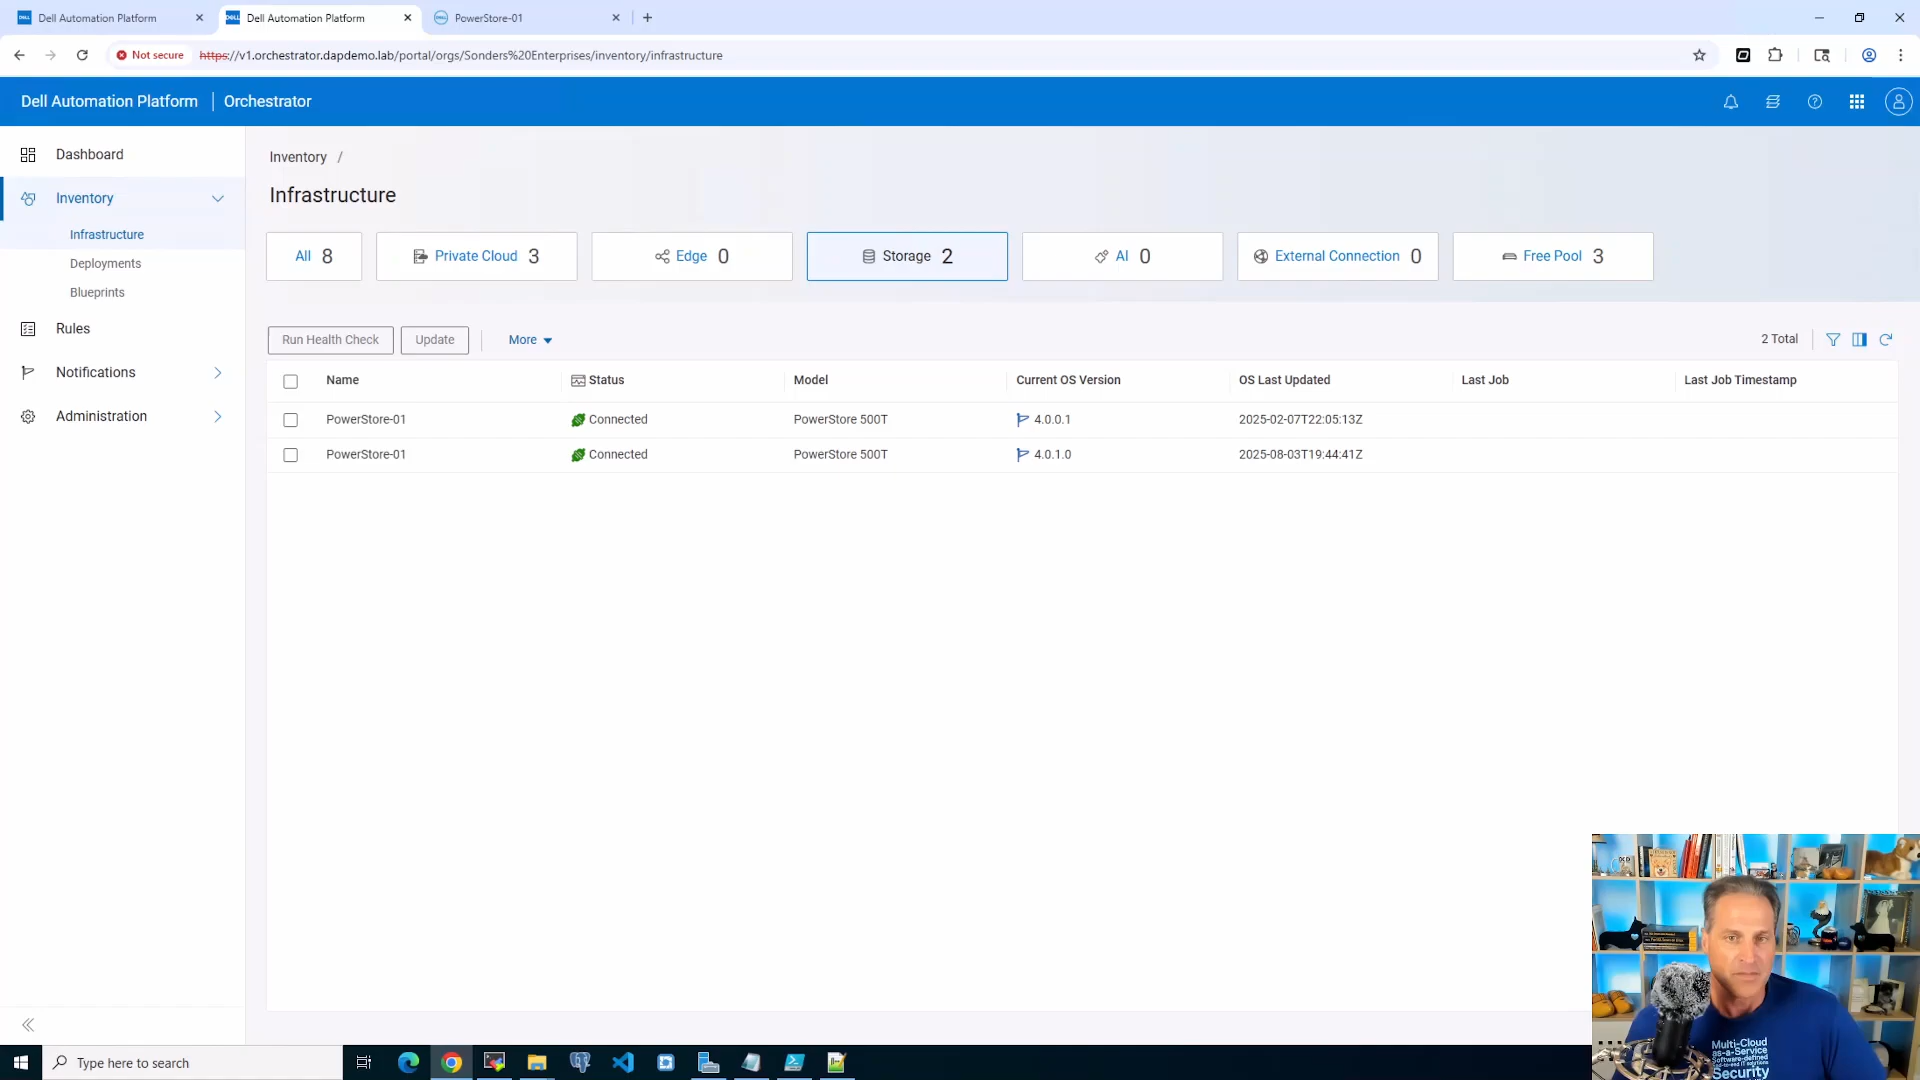 Dell Automation Platform
Dell Automation Platform
PowerStore-01
Not secure
https://v1.orchestrator.dapdemo.lab/portal/orgs/Sonders%20Enterprises/inventory/infrastructure
Dell Automation Platform
Orchestrator
Dashboard
Inventory
Infrastructure
Deployments
Blueprints
Rules
Notifications
Administration
Inventory /
Infrastructure
All 8
Private Cloud 3
Edge 0
Storage 2
AI 0
External Connection 0
Free Pool 3
Run Health Check
Update
More
2 Total
Name Status Model Current OS Version OS Last Updated Last Job Last Job Timestamp
PowerStore-01 Connected PowerStore 500T 4.0.0.1 2025-02-07T22:05:13Z
PowerStore-01 Connected PowerStore 500T 4.0.1.0 2025-08-03T19:44:41Z
Multi-Cloud
as-a-Service
Software-defined
Security
Type here to search